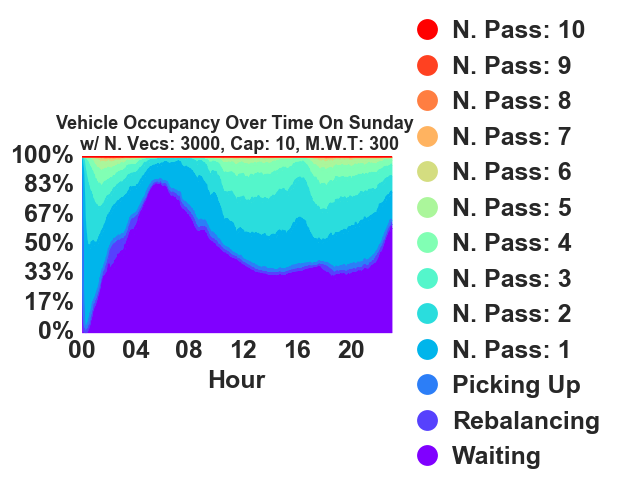 Vehicle Occupancy Over Time On Sunday
w/ N. Vecs: 3000, Cap: 10, M.W.T: 300
100%
83%
67%
50%
33%
17%
0%
00 04 08 12 16 20
Hour
N. Pass: 10
N. Pass: 9
N. Pass: 8
N. Pass: 7
N. Pass: 6
N. Pass: 5
N. Pass: 4
N. Pass: 3
N. Pass: 2
N. Pass: 1
Picking Up
Rebalancing
Waiting